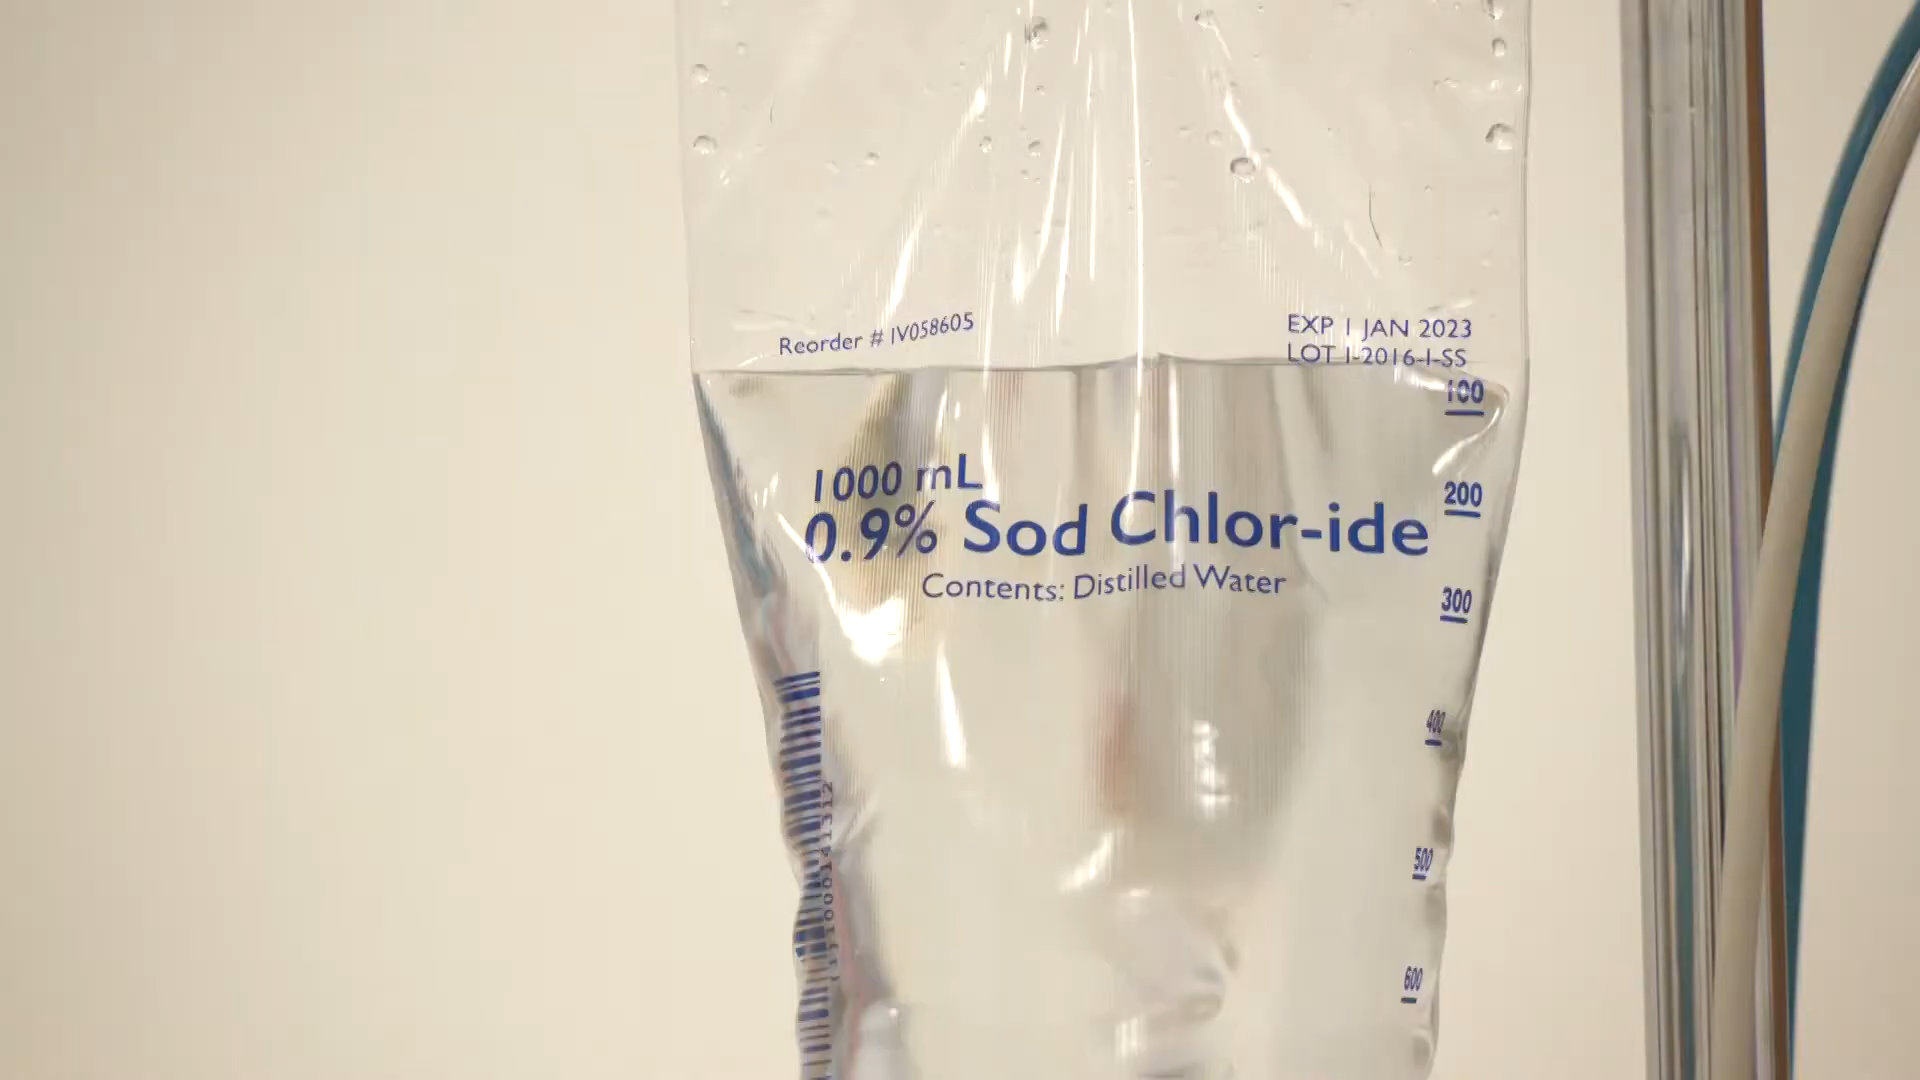 Reorder # IV058605
EXP 1 JAN 2023
LOT 1-2016-1-SS
100
1000 mL
0.9% Sod Chlor-ide
200
Contents: Distilled Water
300
400
500
600